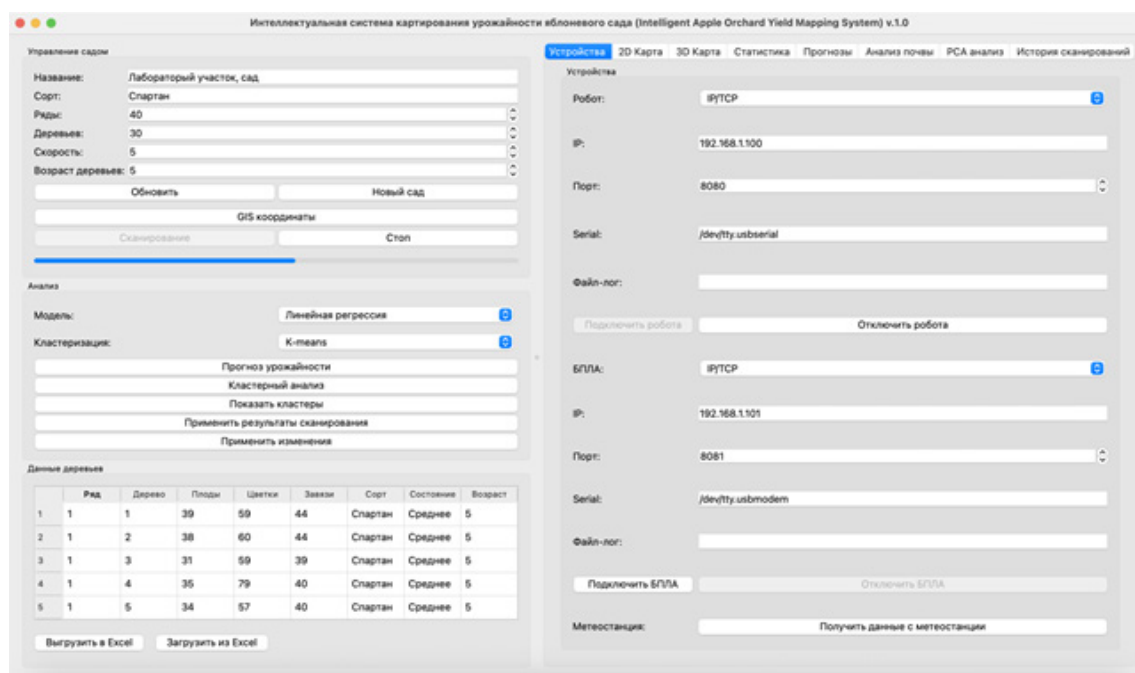 Интеллектуальная система картирования урожайности яблоневого сада (Intelligent Apple Orchard Yield Mapping System) v.1.0
Управление садом
Название: Лабораторый участок, сад
Сорт: Спартан
Ряды: 40
Деревьев: 30
Скорость: 5
Возраст деревьев: 5
Обновить Новый сад
GIS координаты
Сканирование Стоп
Анализ
Модель: Линейная регрессия
Кластеризация: K-means
Прогноз урожайности
Кластерный анализ
Показать кластеры
Применить результаты сканирования
Применить изменения
Данные деревьев
Ряд Дерево Плоды Цветки Завязи Сорт Состояние Возраст
1 1 1 39 59 44 Спартан Среднее 5
2 1 2 38 60 44 Спартан Среднее 5
3 1 3 31 59 39 Спартан Среднее 5
4 1 4 35 79 40 Спартан Среднее 5
5 1 5 34 57 40 Спартан Среднее 5
Выгрузить в Excel Загрузить из Excel
Устройства 2D Карта 3D Карта Статистика Прогнозы Анализ почвы PCA анализ История сканирований
Устройства
Робот: IP/TCP
IP: 192.168.1.100
Порт: 8080
Serial: /dev/tty.usbserial
Файл-лог:
Подключить робота Отключить робота
БПЛА: IP/TCP
IP: 192.168.1.101
Порт: 8081
Serial: /dev/tty.usbmodem
Файл-лог:
Подключить БПЛА Отключить БПЛА
Метеостанция: Получить данные с метеостанции